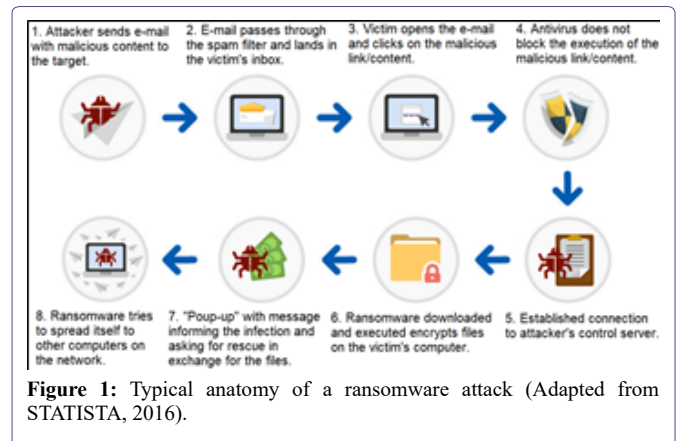 1. Attacker sends e-mail
with malicious content to
the target.
2. E-mail passes through
the spam filter and lands in
the victim's inbox.
3. Victim opens the e-mail
and clicks on the malicious
link/content.
4. Antivirus does not
block the execution of the
malicious link/content.
5. Established connection
to attacker's control server.
6. Ransomware downloaded
and executed encrypts files
on the victim's computer.
7. "Poup-up" with message
informing the infection and
asking for rescue in
exchange for the files.
8. Ransomware tries
to spread itself to
other computers on
the network.
Figure 1: Typical anatomy of a ransomware attack (Adapted from
STATISTA, 2016).